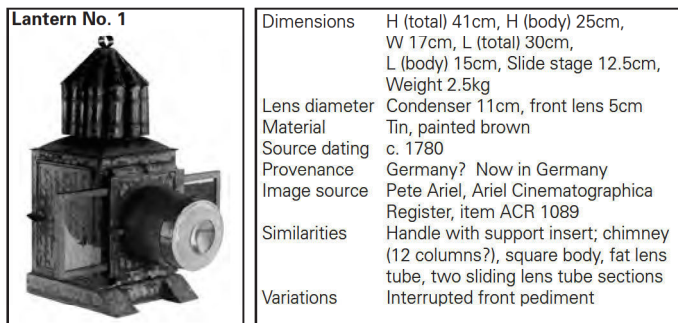 Lantern No. 1
Dimensions H (total) 41cm, H (body) 25cm,
W 17cm, L (total) 30cm,
L (body) 15cm, Slide stage 12.5cm,
Weight 2.5kg
Lens diameter Condenser 11cm, front lens 5cm
Material Tin, painted brown
Source dating c. 1780
Provenance Germany? Now in Germany
Image source Pete Ariel, Ariel Cinematographica
Register, item ACR 1089
Similarities Handle with support insert; chimney
(12 columns?), square body, fat lens
tube, two sliding lens tube sections
Variations Interrupted front pediment